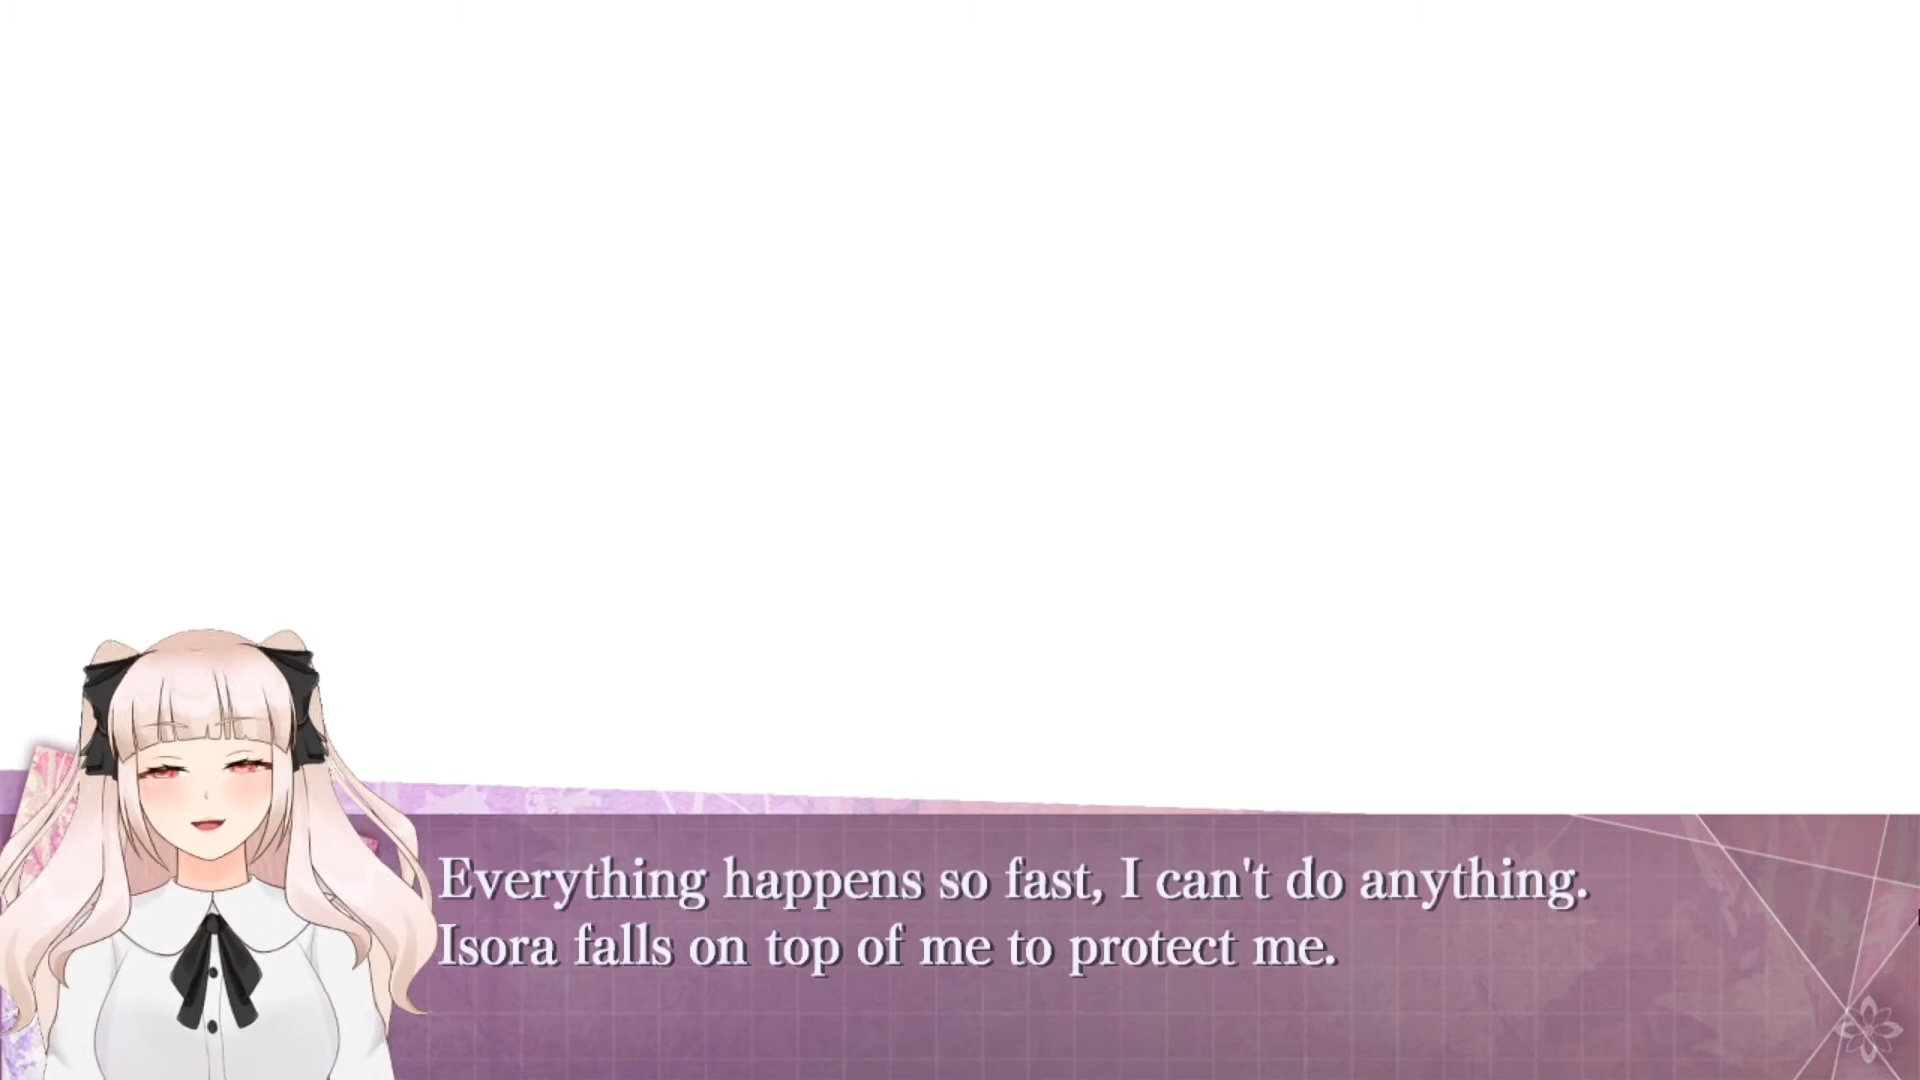 Everything happens so fast, I can't do anything.
Isora falls on top of me to protect me.